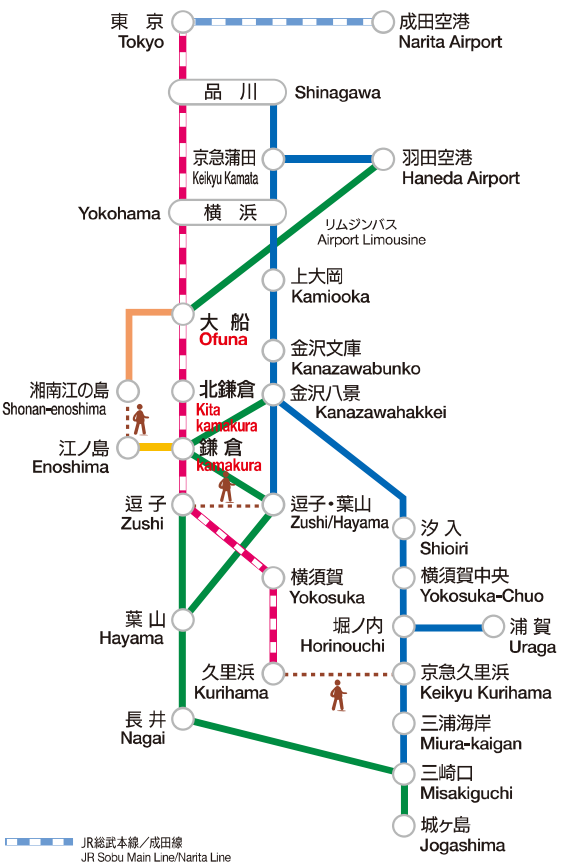 東 京
Tokyo
成田空港
Narita Airport
品 川
Shinagawa
京急蒲田
Keikyu Kamata
羽田空港
Haneda Airport
Yokohama
横 浜
リムジンバス
Airport Limousine
上大岡
Kamiooka
大 船
Ofuna
金沢文庫
Kanazawabunko
湘南江の島
Shonan-enoshima
北鎌倉
Kita
kamakura
金沢八景
Kanazawahakkei
江ノ島
Enoshima
鎌 倉
kamakura
逗 子
Zushi
逗子・葉山
Zushi/Hayama
汐 入
Shioiri
横須賀
Yokosuka
横須賀中央
Yokosuka-Chuo
葉 山
Hayama
堀ノ内
Horinouchi
浦 賀
Uraga
久里浜
Kurihama
京急久里浜
Keikyu Kurihama
長 井
Nagai
三浦海岸
Miura-kaigan
三崎口
Misakiguchi
城ヶ島
Jogashima
JR総武本線／成田線
JR Sobu Main Line/Narita Line